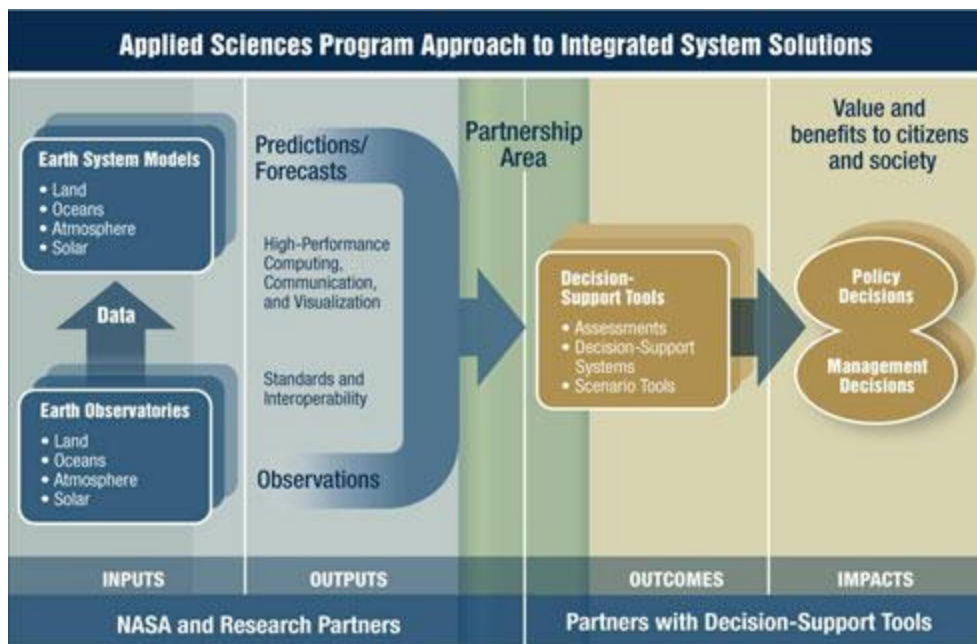 Applied Sciences Program Approach to Integrated System Solutions
Earth System Models
• Land
• Oceans
• Atmosphere
• Solar
Data
Earth Observatories
• Land
• Oceans
• Atmosphere
• Solar
Predictions/
Forecasts
High-Performance
Computing,
Communication,
and Visualization
Standards and
Interoperability
Observations
Partnership
Area
Decision-
Support Tools
• Assessments
• Decision-Support
Systems
• Scenario Tools
Value and
benefits to citizens
and society
Policy
Decisions
Management
Decisions
INPUTS
OUTPUTS
OUTCOMES
IMPACTS
NASA and Research Partners
Partners with Decision-Support Tools